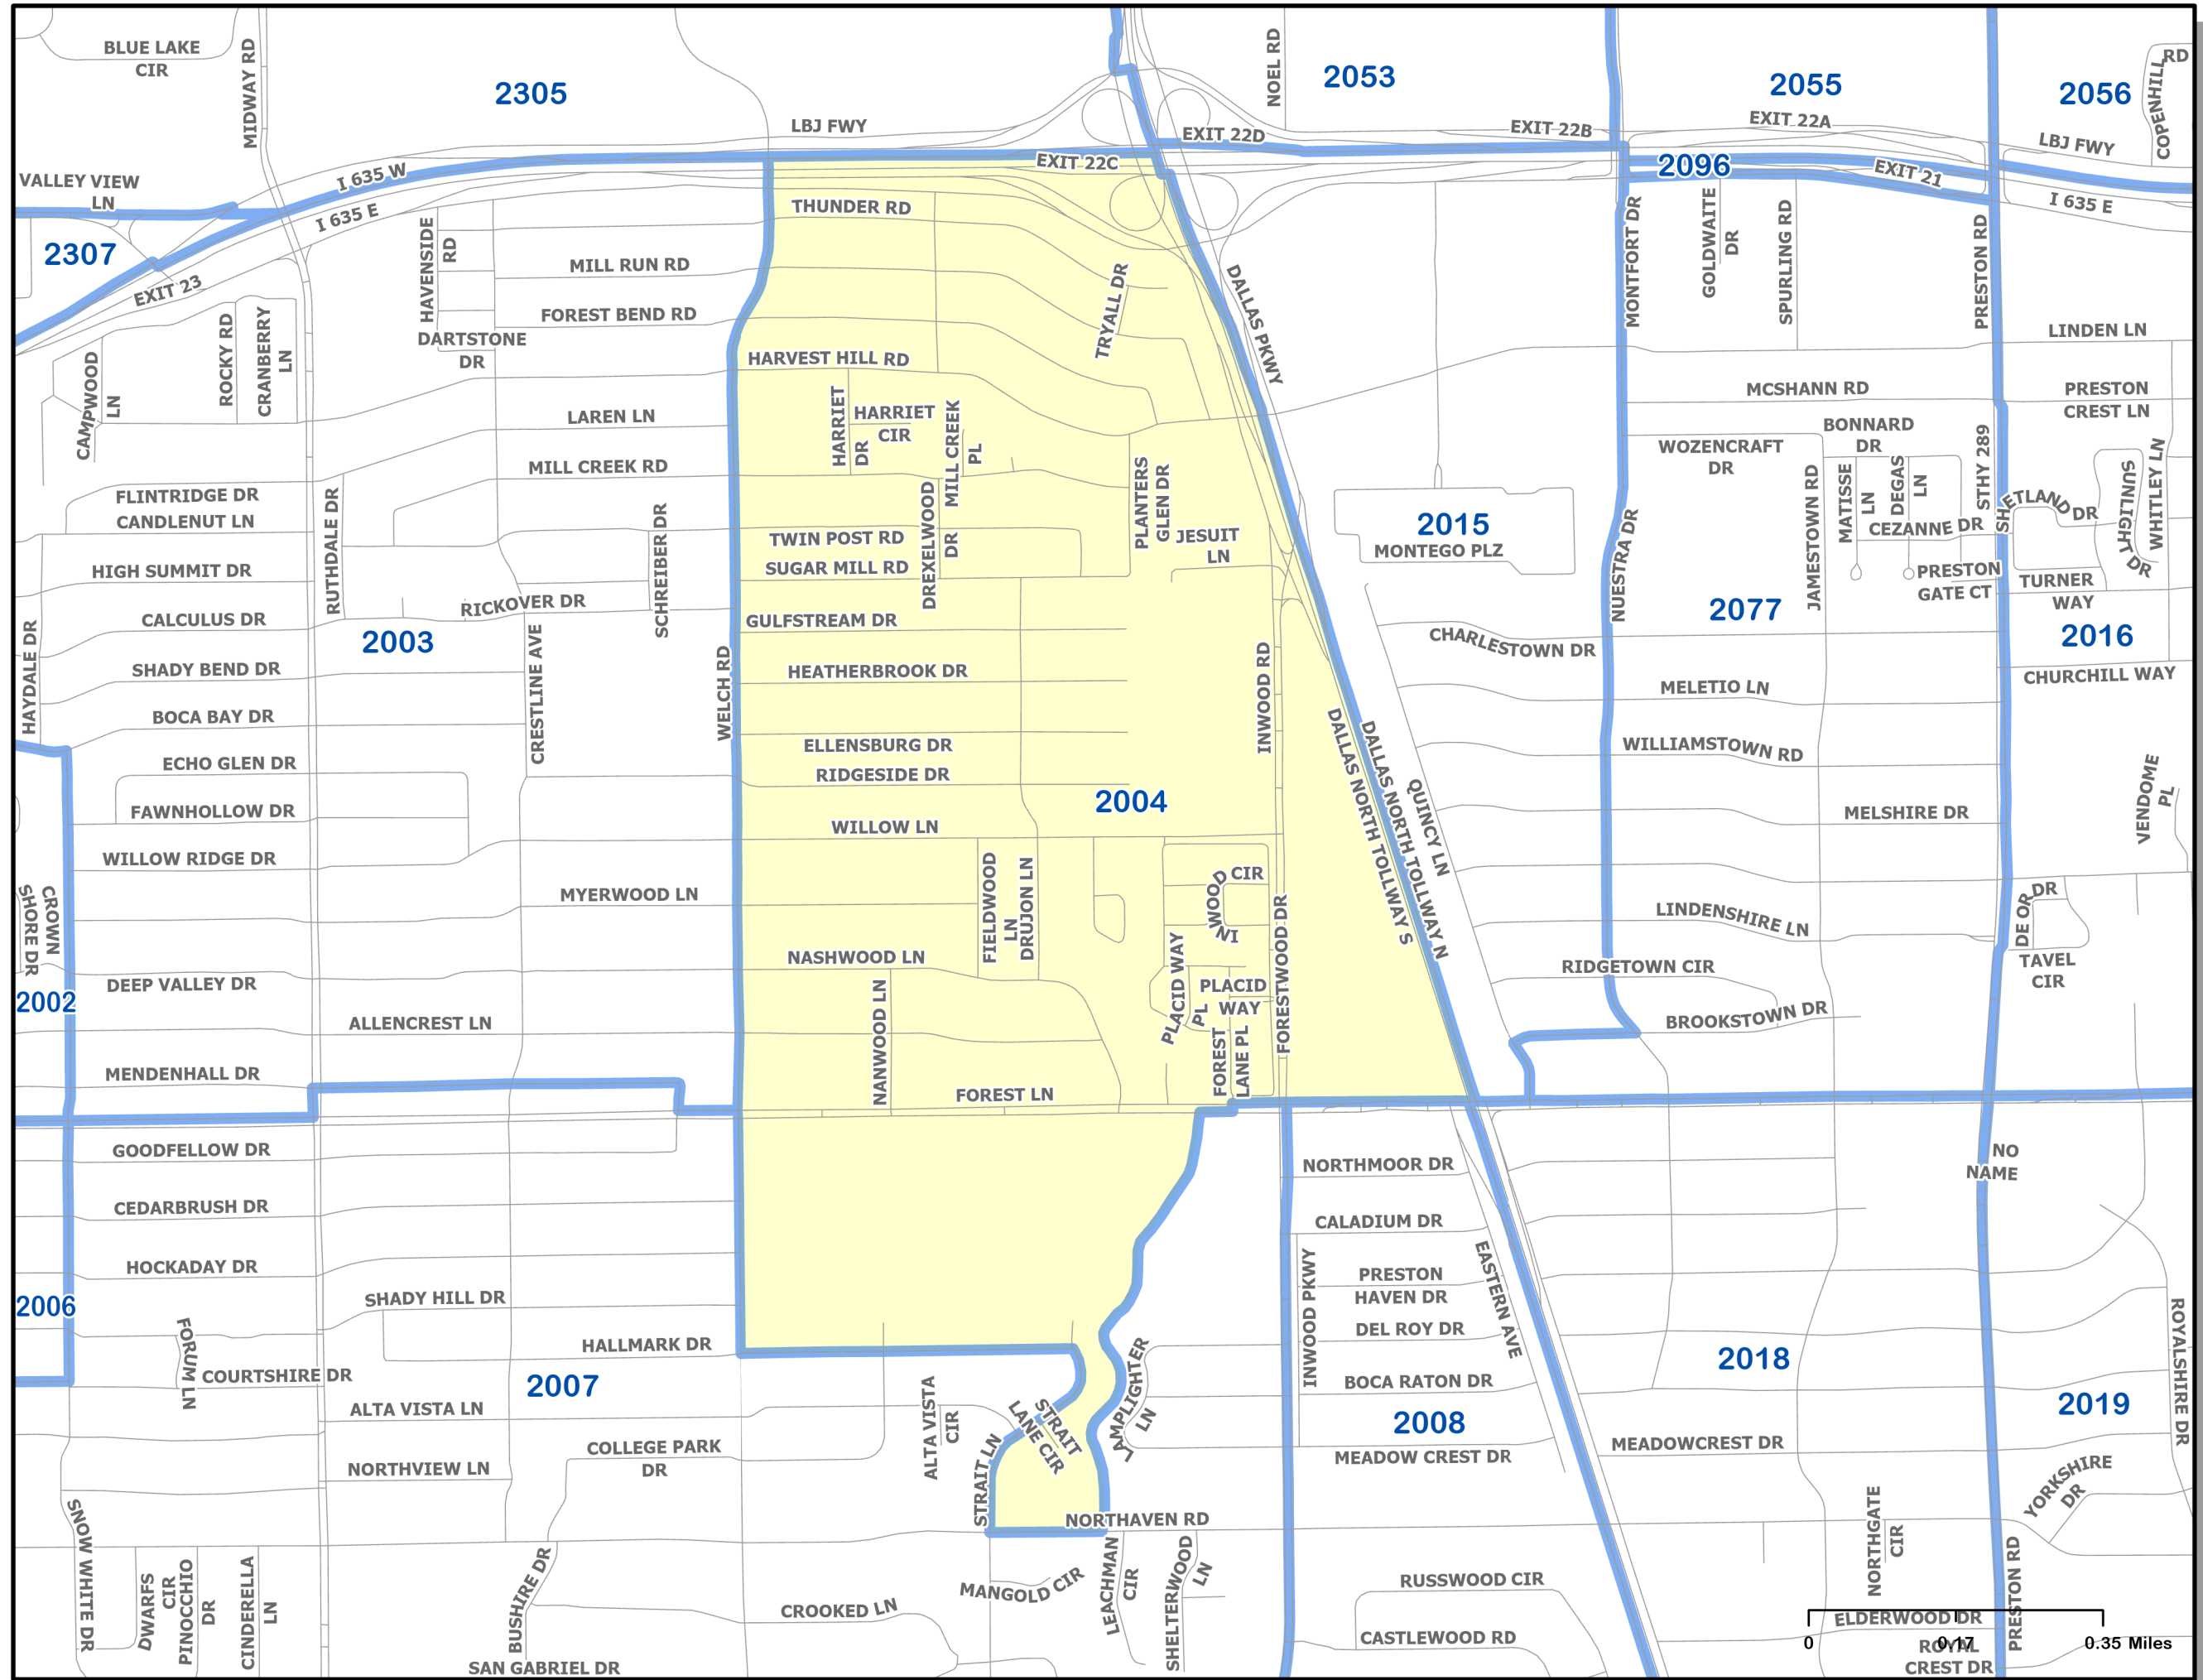 BLUE LAKE
CIR
MIDWAY RD
2305
LBJ FWY
NOEL RD
2053
EXIT 22D
EXIT 22B
2055
EXIT 22A
2056
RD
COPENHILL
LBJ FWY
EXIT 22C
2096
EXIT 21
I 635 E
VALLEY VIEW
LN
I 635 W
I 635 E
2307
EXIT 23
HAVENSIDE
RD
THUNDER RD
MILL RUN RD
FOREST BEND RD
DARTSTONE
DR
TRYALL DR
DALLAS PKWY
MONTFORT DR
GOLDWAITE
DR
SPURLING RD
PRESTON RD
LINDEN LN
CAMPWOOD
LN
ROCKY RD
CRANBERRY
LN
HARVEST HILL RD
LAREN LN
MILL CREEK RD
HARRIET
DR
HARRIET
CIR
MILL CREEK
PL
MCSHANN RD
PRESTON
CREST LN
WOZENCRAFT
DR
BONNARD
DR
STHY 289
MATISSE
LN
DEGAS
LN
CEZANNE DR
SHETLAND DR
SUNLIGHT DR
WHITLEY LN
FLINTRIDGE DR
CANDLENUT LN
RUTHDALE DR
SCHREIBER DR
HIGH SUMMIT DR
CALCULUS DR
RICKOVER DR
TWIN POST RD
SUGAR MILL RD
DREXELWOOD
DR
PLANTERS
GLEN DR
JESUIT
LN
2015
MONTEGO PLZ
NUESTRA DR
JAMESTOWN RD
PRESTON
GATE CT
TURNER
WAY
2077
2016
HAYDALE DR
2003
SHADY BEND DR
BOCA BAY DR
CRESTLINE AVE
WELCH RD
GULFSTREAM DR
HEATHERBROOK DR
INWOOD RD
CHARLESTOWN DR
MELETIO LN
CHURCHILL WAY
ECHO GLEN DR
ELLENSBURG DR
RIDGESIDE DR
2004
DALLAS NORTH TOLLWAY S
DALLAS NORTH TOLLWAY N
QUINCY LN
WILLIAMSTOWN RD
MELSHIRE DR
VENDOME
PL
FAWNHOLLOW DR
WILLOW RIDGE DR
WILLOW LN
MYERWOOD LN
FIELDWOOD
LN
DRUJON LN
INWOOD CIR
FORESTWOOD DR
LINDENSHIRE LN
DE OR DR
TAVEL
CIR
CROWN
SHORE DR
NASHWOOD LN
DEEP VALLEY DR
2002
ALLENCREST LN
NANWOOD LN
PLACID WAY
PL
PLACID
WAY
FOREST
LANE PL
RIDGETOWN CIR
BROOKSTOWN DR
MENDENHALL DR
FOREST LN
GOODFELLOW DR
NORTHMOOR DR
NO
NAME
CEDARBRUSH DR
CALADIUM DR
HOCKADAY DR
2006
SHADY HILL DR
HALLMARK DR
FORUM LN
COURTSHIRE DR
2007
INWOOD PKWY
PRESTON
HAVEN DR
EASTERN AVE
DEL ROY DR
2018
BOCA RATON DR
2008
2019
ROYALSHIRE DR
LAMPLIGHTER
LN
ALTA VISTA LN
ALTA VISTA
CIR
STRAIT
LANE CIR
STRAIT LN
COLLEGE PARK
DR
MEADOW CREST DR
MEADOWCREST DR
NORTHVIEW LN
YORKSHIRE
DR
NORTHAVEN RD
SNOW WHITE DR
DWARFS
CIR
PINOCCHIO
DR
CINDERELLA
LN
BUSHIRE DR
MANGOLD CIR
LEACHMAN
CIR
SHELTERWOOD
LN
NORTHGATE
CIR
PRESTON RD
RUSSWOOD CIR
CROOKED LN
CASTLEWOOD RD
ELDERWOOD DR
ROYAL
CREST DR
SAN GABRIEL DR
0
0.17
0.35 Miles